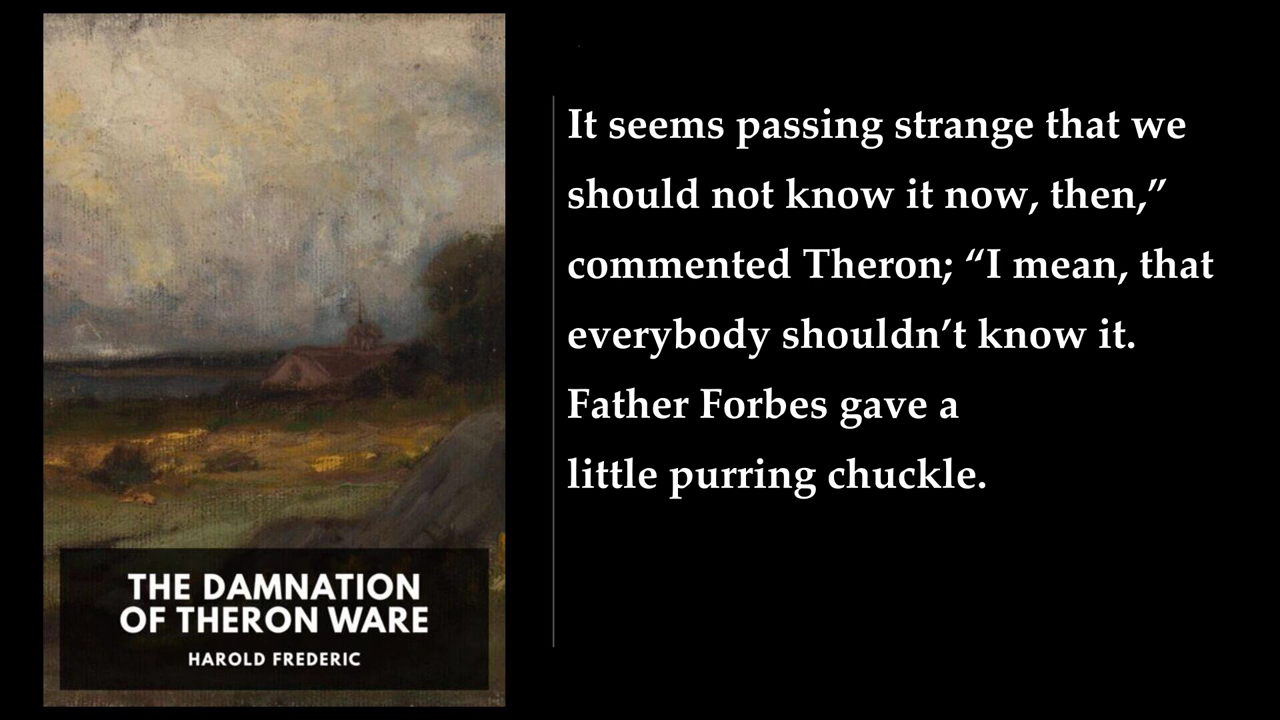 It seems passing strange that we
should not know it now, then,”
commented Theron; “I mean, that
everybody shouldn’t know it.
Father Forbes gave a
little purring chuckle.
THE DAMNATION
OF THERON WARE
HAROLD FREDERIC